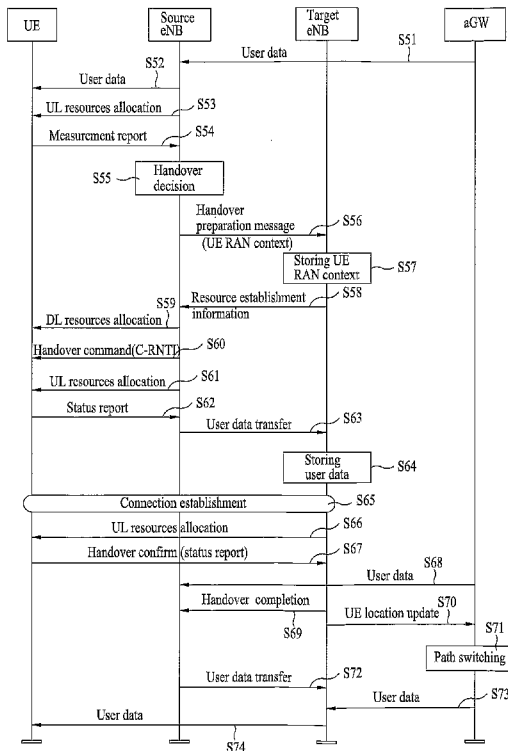 UE
Source
eNB
Target
eNB
aGW
User data
S51
User data
S52
UL resources allocation
S53
Measurement report
S54
S55
Handover
decision
Handover
preparation message
(UE RAN context)
S56
Storing UE
RAN context
S57
Resource establishment
information
S58
S59
DL resources allocation
Handover command(C-RNTI)
S60
UL resources allocation
S61
Status report
S62
User data transfer
S63
Storing
user data
S64
Connection establishment
S65
UL resources allocation
S66
Handover confirm (status report)
S67
User data
S68
Handover completion
S69
UE location update
S70
S71
Path switching
User data transfer
S72
User data
S73
User data
S74